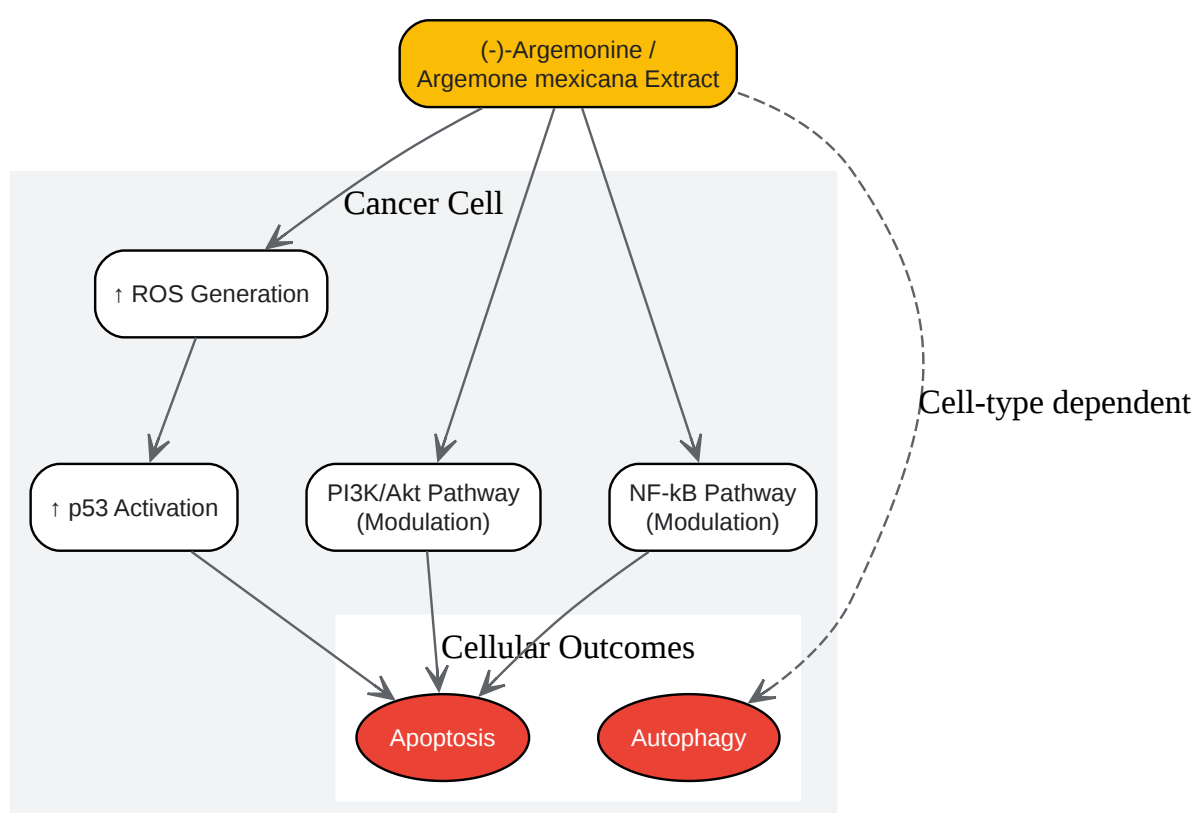 (-)-Argemonine /
Argemone mexicana Extract
Cancer Cell
↑ ROS Generation
Cell-type dependent
↑ p53 Activation
PI3K/Akt Pathway
(Modulation)
NF-kB Pathway
(Modulation)
Cellular Outcomes
Apoptosis
Autophagy